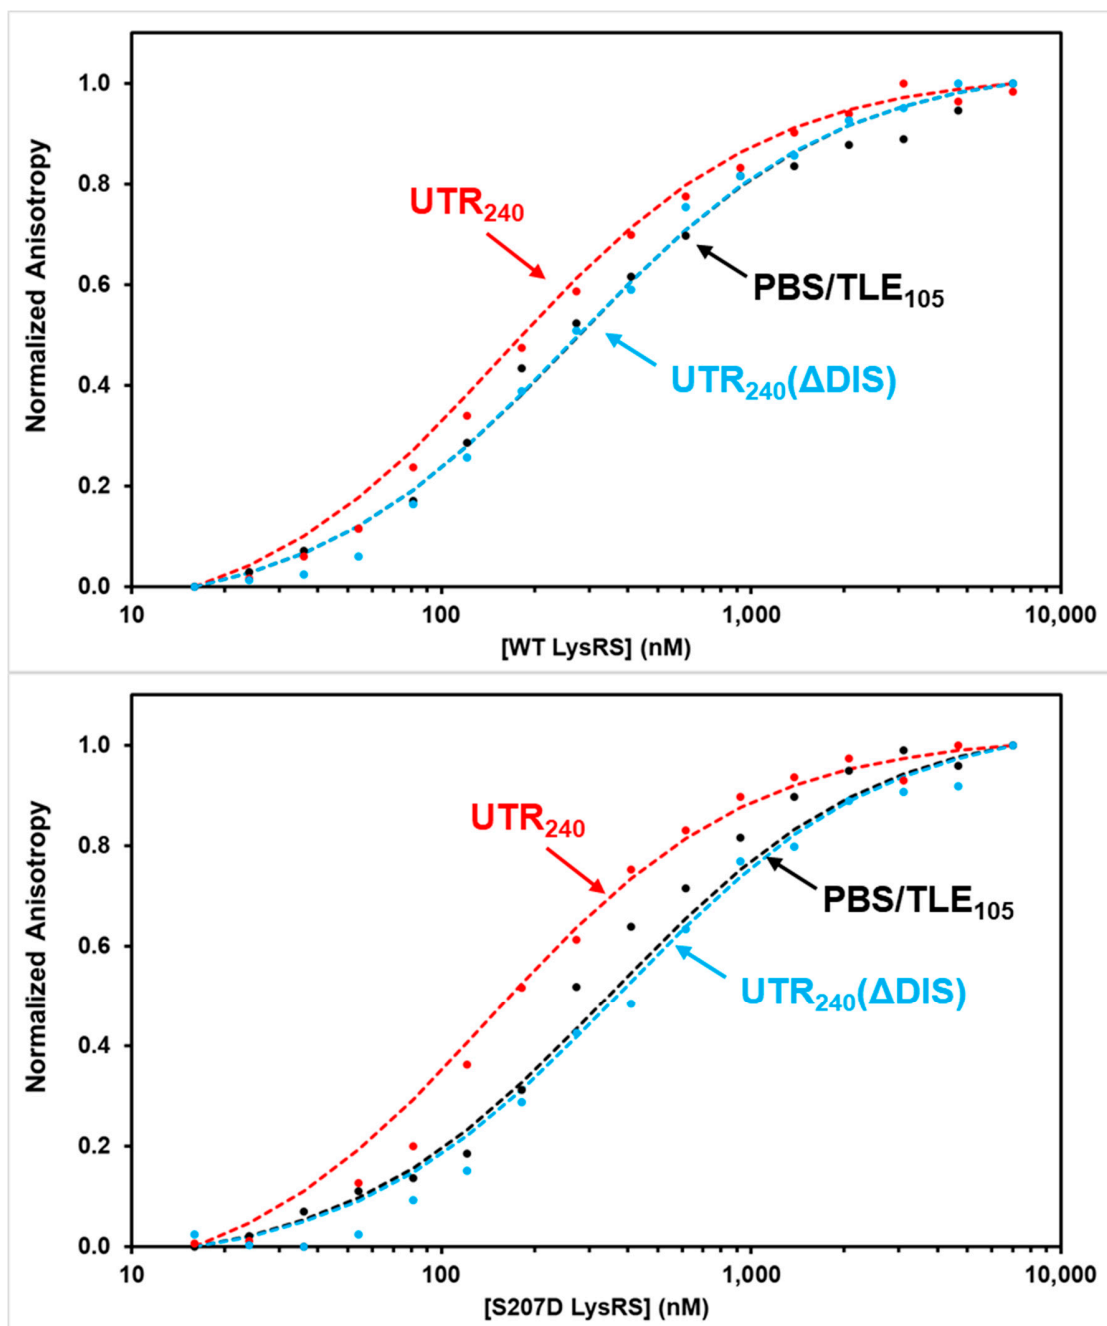 Normalized Anisotropy
1.0
0.8
0.6
0.4
0.2
0.0
UTR240
PBS/TLE105
UTR240(ΔDIS)
10 100 1,000 10,000
[WT LysRS] (nM)
Normalized Anisotropy
1.0
0.8
0.6
0.4
0.2
0.0
UTR240
PBS/TLE105
UTR240(ΔDIS)
10 100 1,000 10,000
[S207D LysRS] (nM)